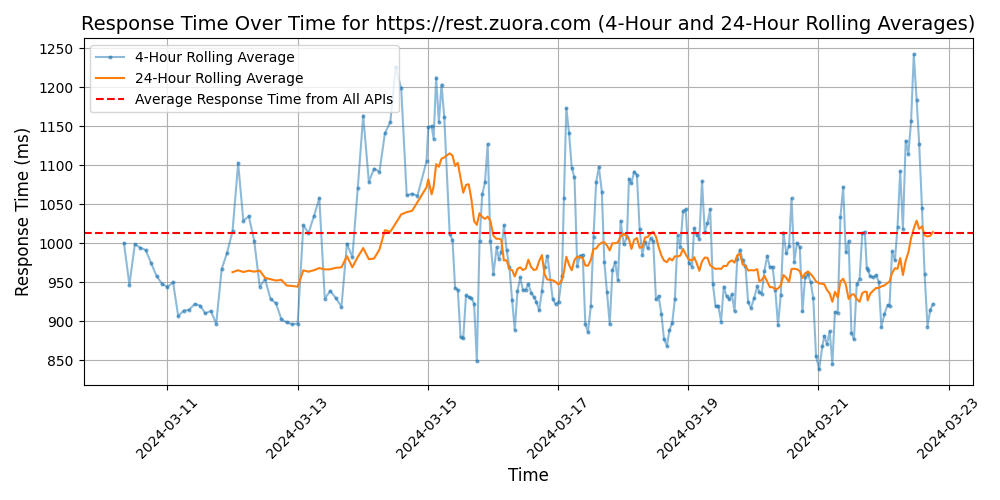 Response Time Over Time for https://rest.zuora.com (4-Hour and 24-Hour Rolling Averages)
4-Hour Rolling Average
24-Hour Rolling Average
Average Response Time from All APIs
Response Time (ms)
1250
1200
1150
1100
1050
1000
950
900
850
2024-03-11
2024-03-13
2024-03-15
2024-03-17
2024-03-19
2024-03-21
2024-03-23
Time